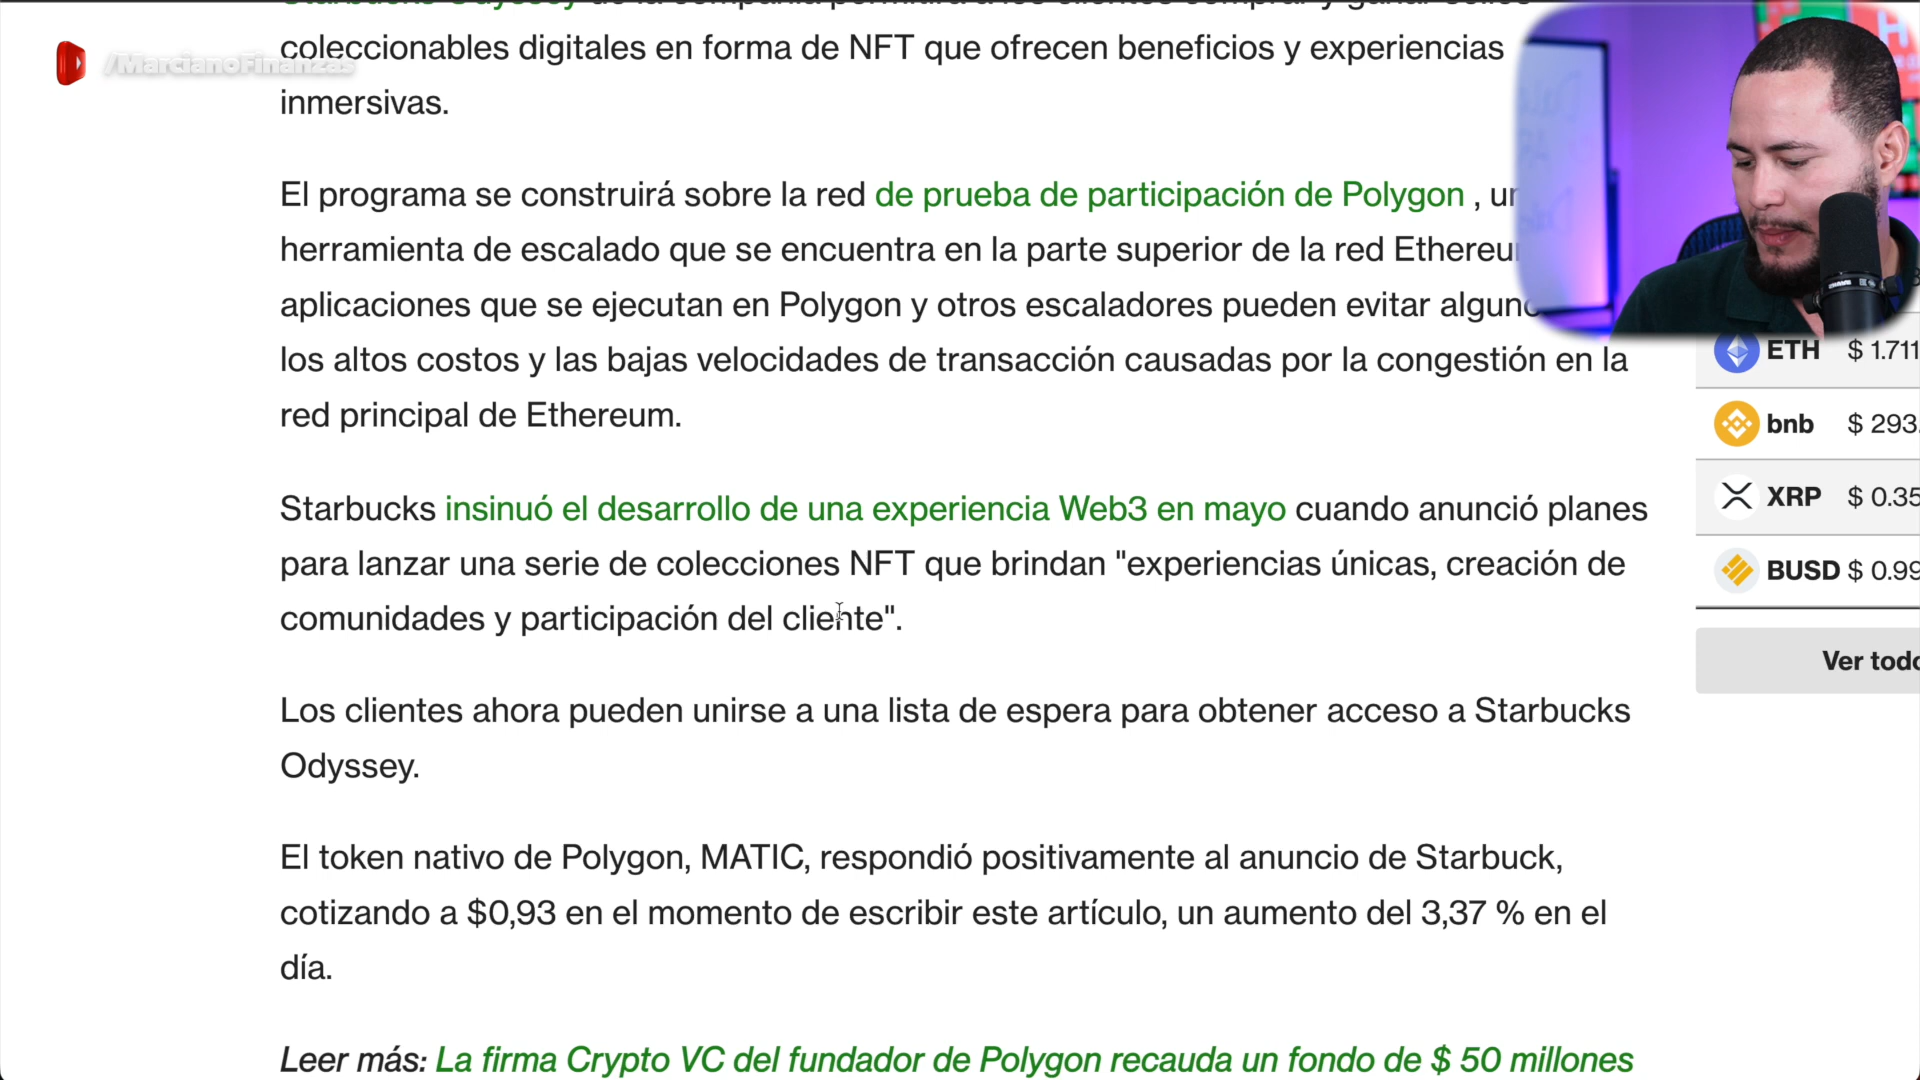 /MarcianoFinanzas
coleccionables digitales en forma de NFT que ofrecen beneficios y experiencias
inmersivas.
El programa se construirá sobre la red de prueba de participación de Polygon , un
herramienta de escalado que se encuentra en la parte superior de la red Ethereu
aplicaciones que se ejecutan en Polygon y otros escaladores pueden evitar alguno
los altos costos y las bajas velocidades de transacción causadas por la congestión en la
red principal de Ethereum.
Starbucks insinuó el desarrollo de una experiencia Web3 en mayo cuando anunció planes
para lanzar una serie de colecciones NFT que brindan "experiencias únicas, creación de
comunidades y participación del cliente".
Los clientes ahora pueden unirse a una lista de espera para obtener acceso a Starbucks
Odyssey.
El token nativo de Polygon, MATIC, respondió positivamente al anuncio de Starbuck,
cotizando a $0,93 en el momento de escribir este artículo, un aumento del 3,37 % en el
día.
Leer más: La firma Crypto VC del fundador de Polygon recauda un fondo de $ 50 millones
ETH $ 1.711
bnb $ 293.
XRP $ 0.35
BUSD $ 0.99
Ver todo